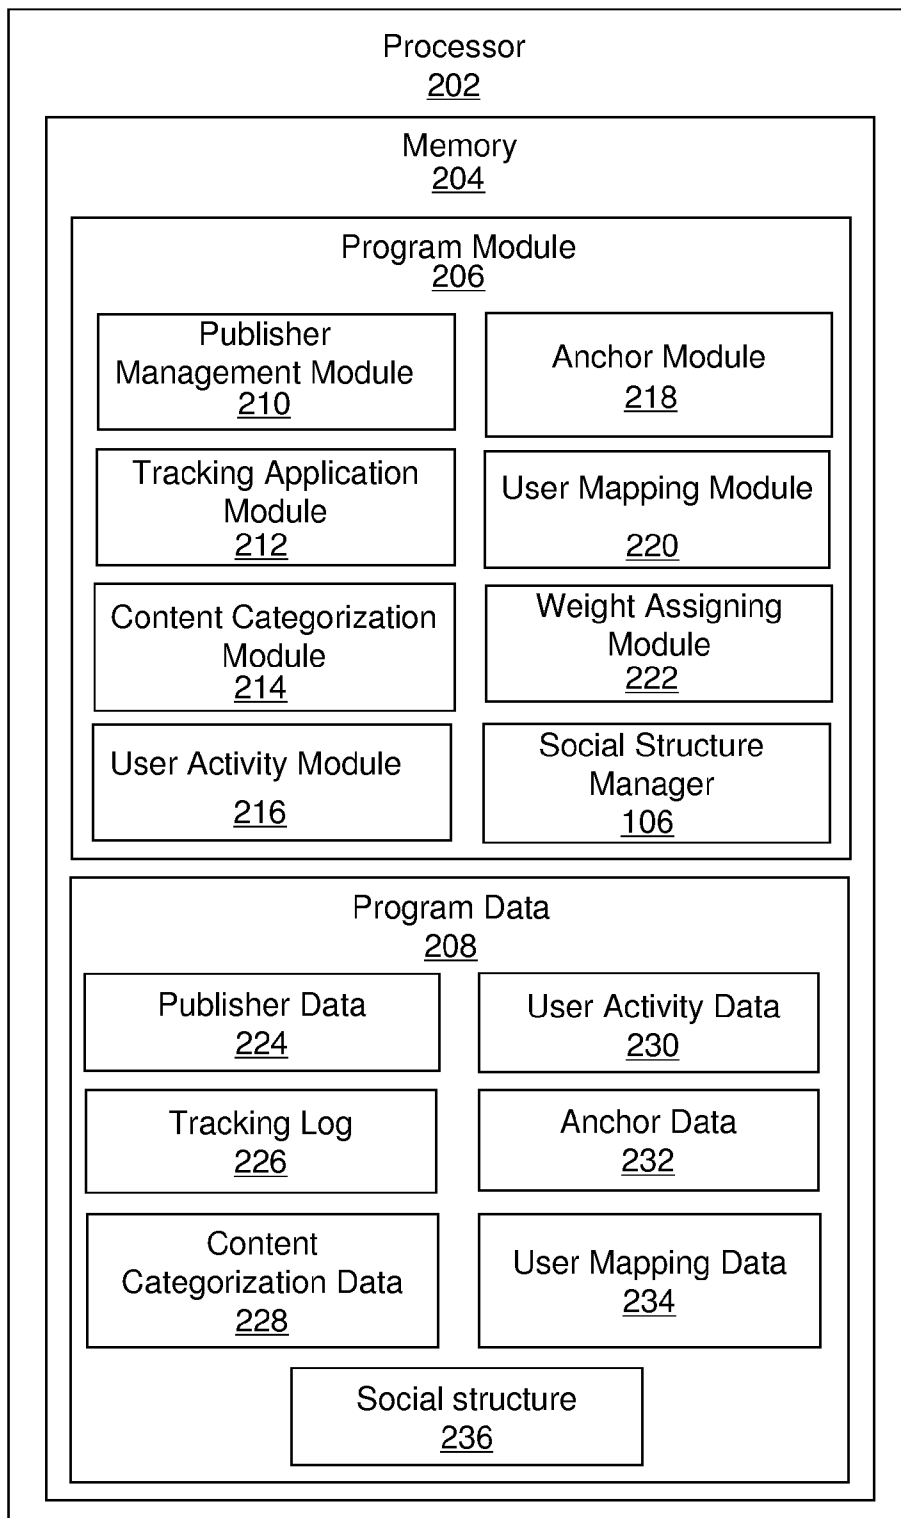 Processor
202
Memory
204
Program Module
206
Publisher
Management Module
210
Anchor Module
218
Tracking Application
Module
212
User Mapping Module
220
Content Categorization
Module
214
Weight Assigning
Module
222
User Activity Module
216
Social Structure
Manager
106
Program Data
208
Publisher Data
224
User Activity Data
230
Tracking Log
226
Anchor Data
232
Content
Categorization Data
228
User Mapping Data
234
Social structure
236